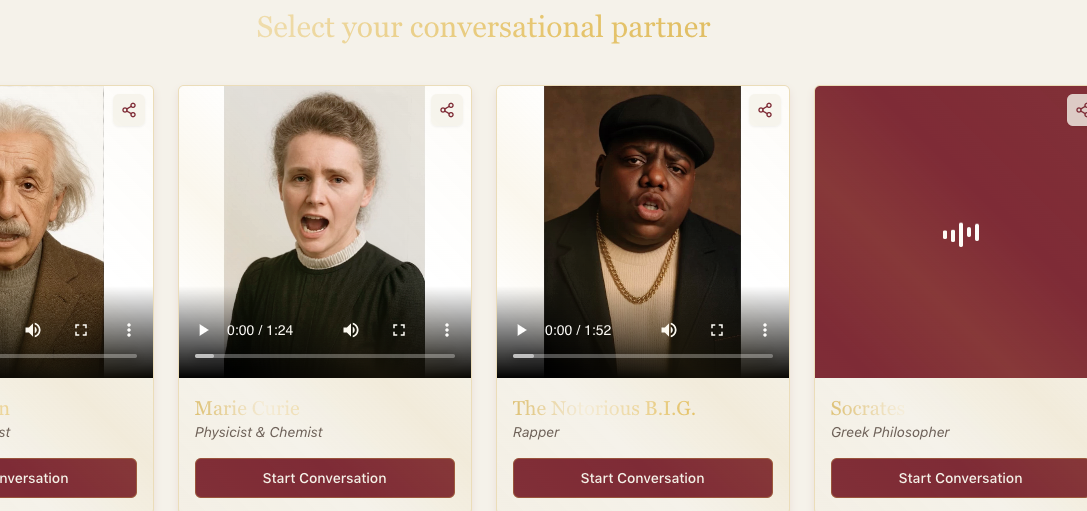 Select your conversational partner
0:00 / 1:24
0:00 / 1:52
n
Marie Curie
The Notorious B.I.G.
Socrates
st
Physicist & Chemist
Rapper
Greek Philosopher
nversation
Start Conversation
Start Conversation
Start Conversation